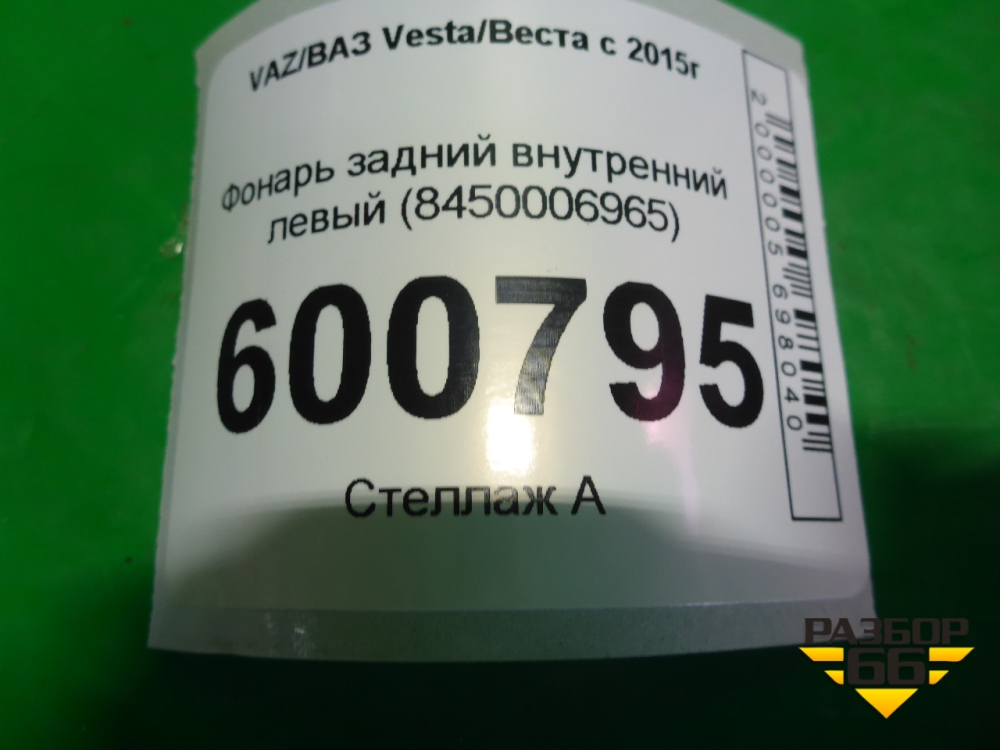 VAZ/ВАЗ Vesta/Веста с 2015г
Фонарь задний внутренний
левый (8450006965)
600795
Стеллаж А
2000005698040
РАЗБОР
66